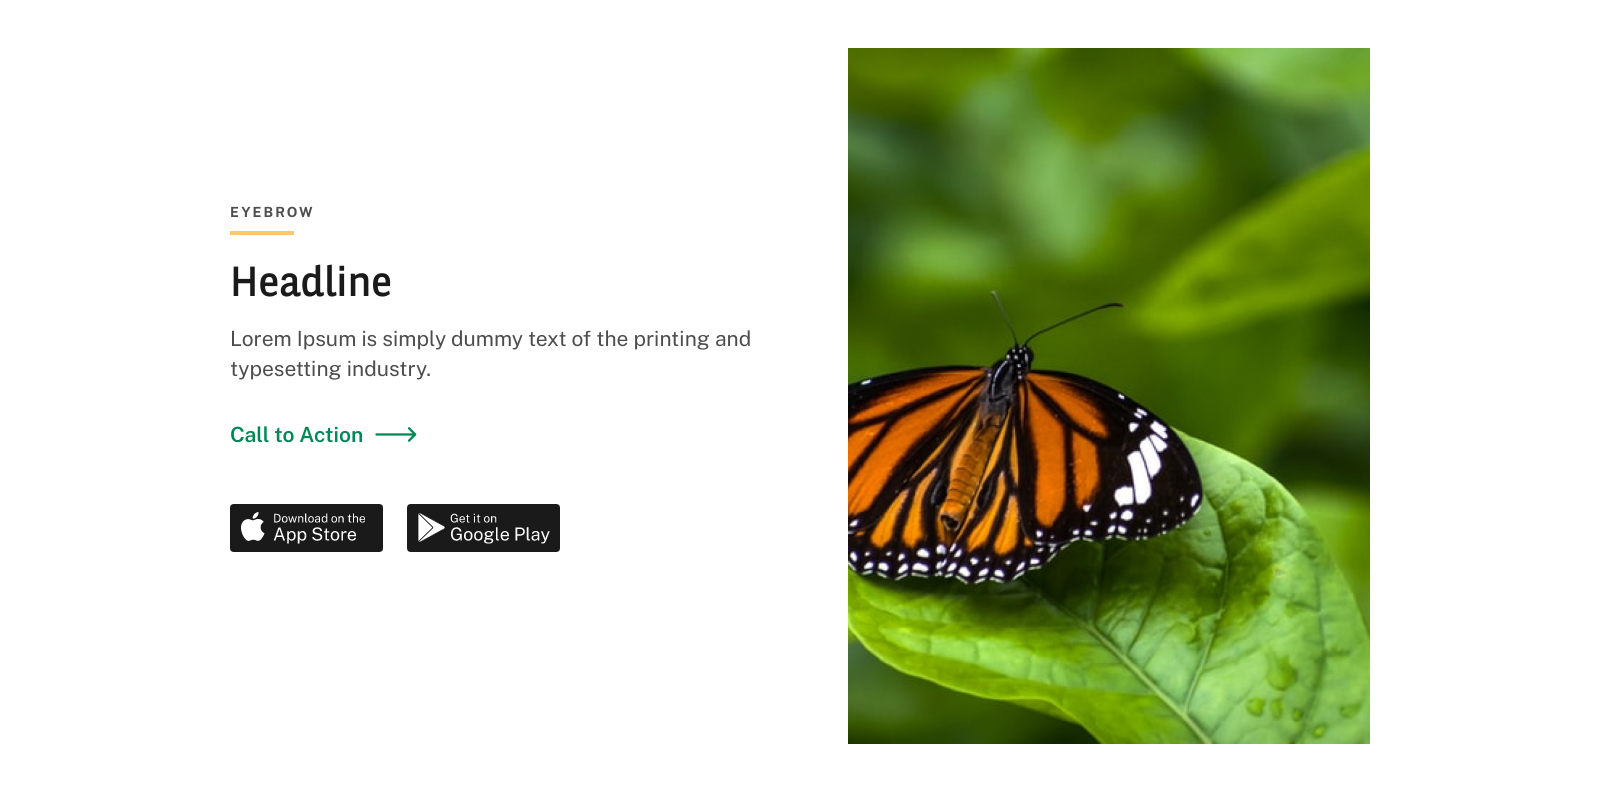 EYEBROW
Headline
Lorem Ipsum is simply dummy text of the printing and
typesetting industry.
Call to Action
Download on the
App Store
Get it on
Google Play